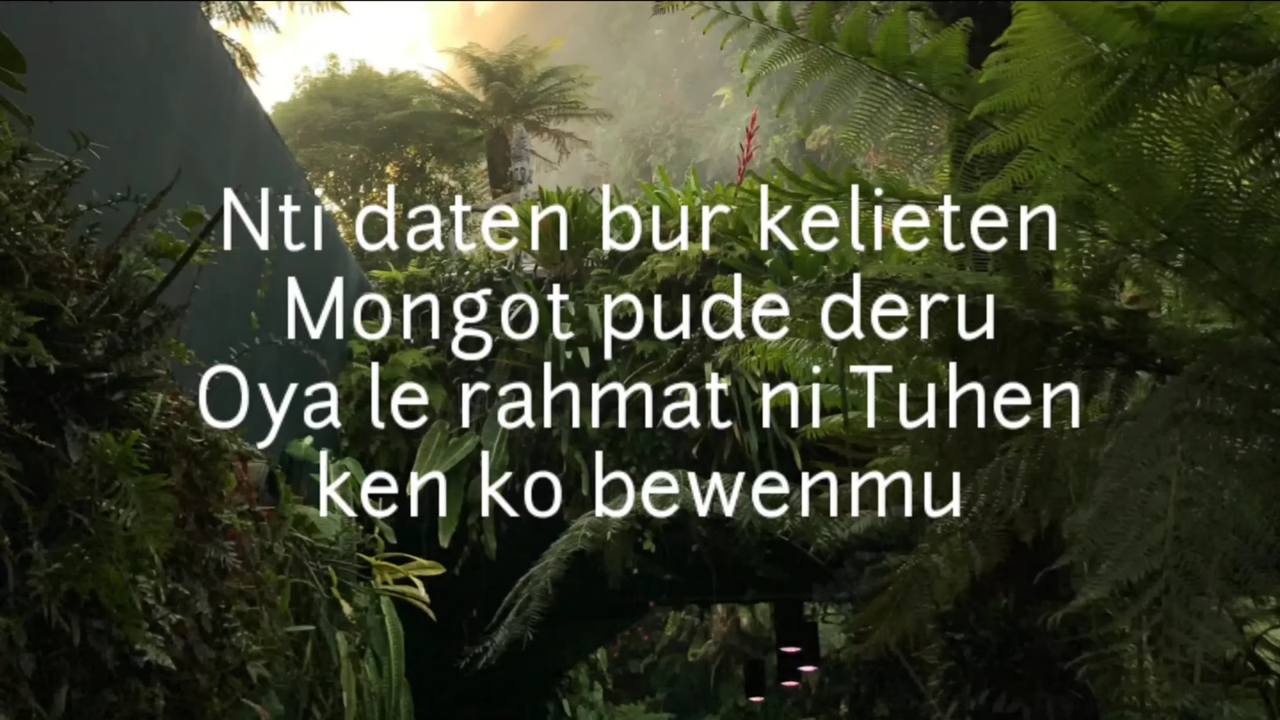 Nti daten bur kelieten
Mongot pude deru
Oya le rahmat ni Tuhen
ken ko bewenmu